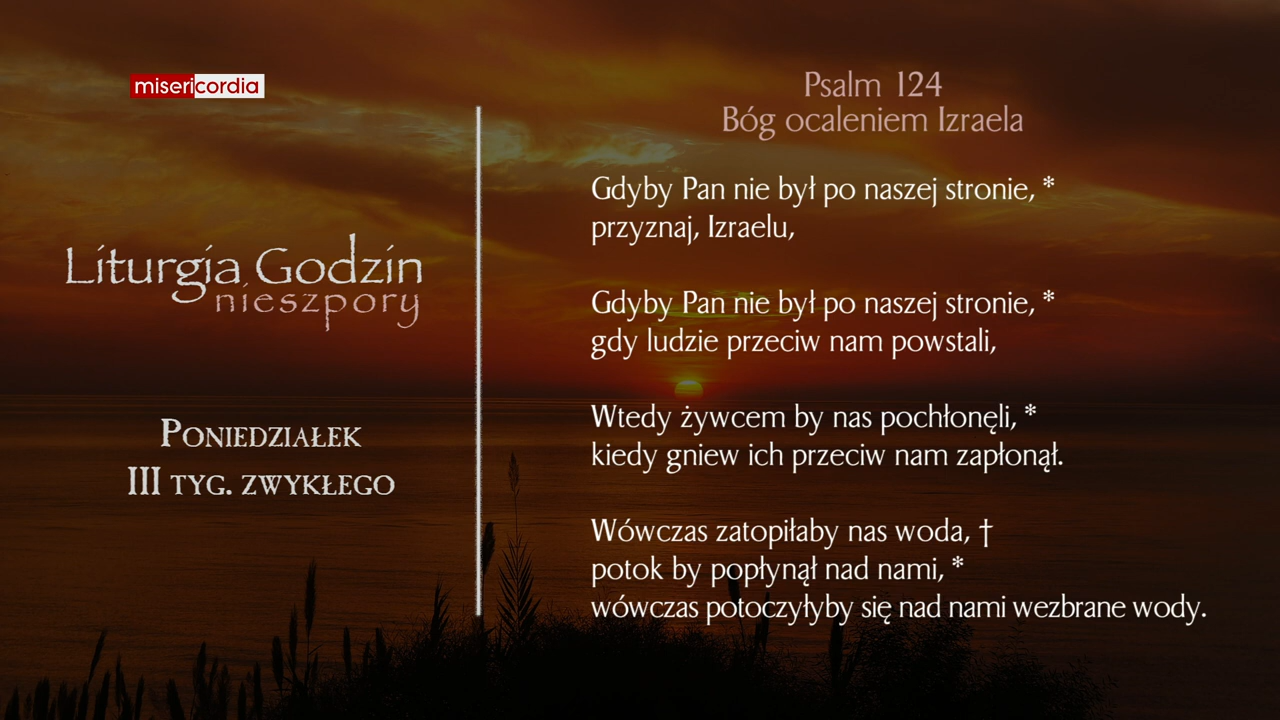 misericordia
Liturgia Godzin
nieszpory
Poniedziałek
III tyg. zwykłego
Psalm 124
Bóg ocaleniem Izraela
Gdyby Pan nie był po naszej stronie, *
przyznaj, Izraelu,
Gdyby Pan nie był po naszej stronie, *
gdy ludzie przeciw nam powstali,
Wtedy żywcem by nas pochłonęli, *
kiedy gniew ich przeciw nam zapłonął.
Wówczas zatopiłaby nas woda, †
potok by popłynął nad nami, *
wówczas potoczyłyby się nad nami wezbrane wody.